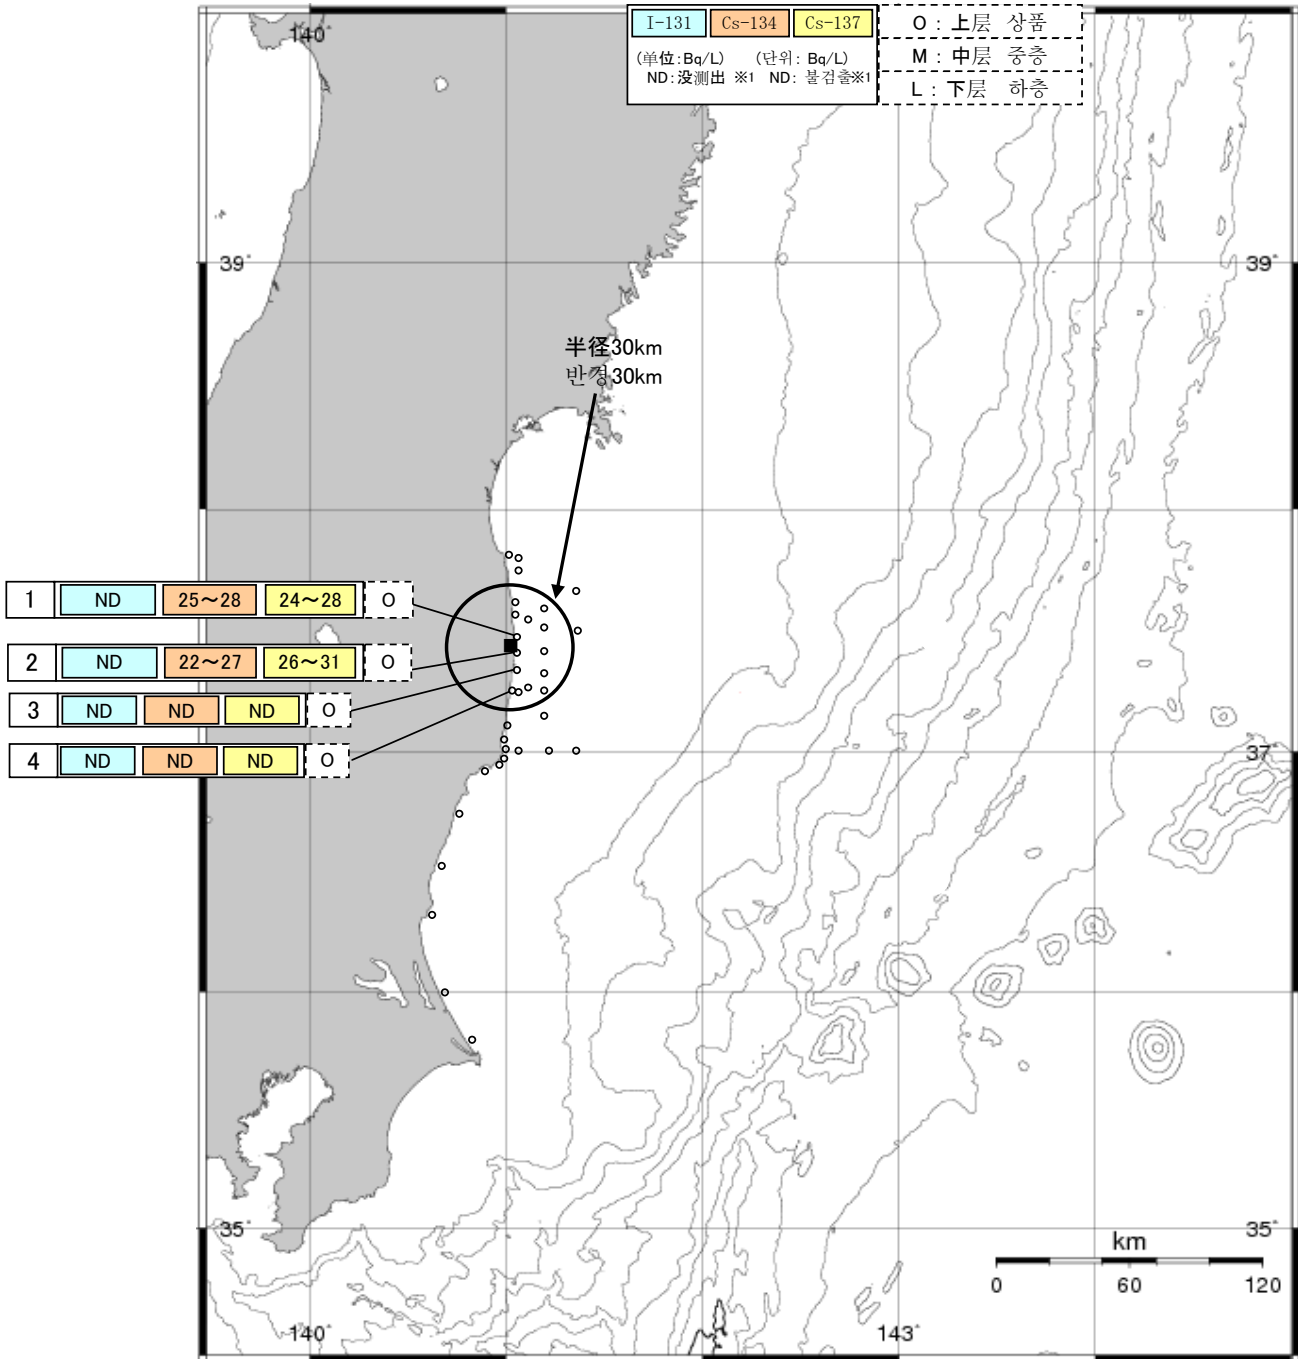 140°
I-131 Cs-134 Cs-137
(単位:Bq/L) (단위: Bq/L)
ND:没測出 ※1 ND: 불검출※1
O : 上层 상품
M : 中层 중층
L : 下层 하층
39° 39°
半径30km
반경30km
1 ND 25～28 24～28 O
2 ND 22～27 26～31 O
3 ND ND ND O
4 ND ND ND O
37°
35° 35°
km
0 60 120
140° 143°